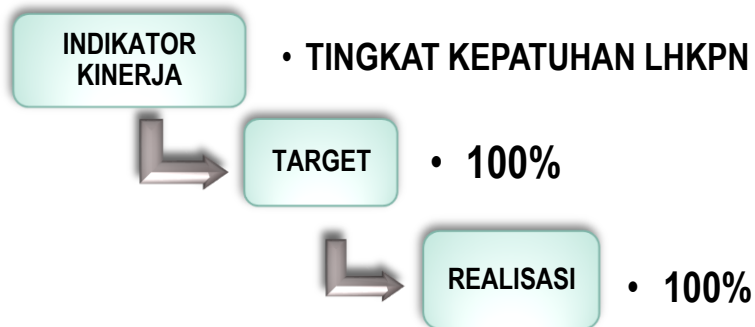 INDIKATOR
KINERJA
• TINGKAT KEPATUHAN LHKPN
TARGET
• 100%
REALISASI
• 100%